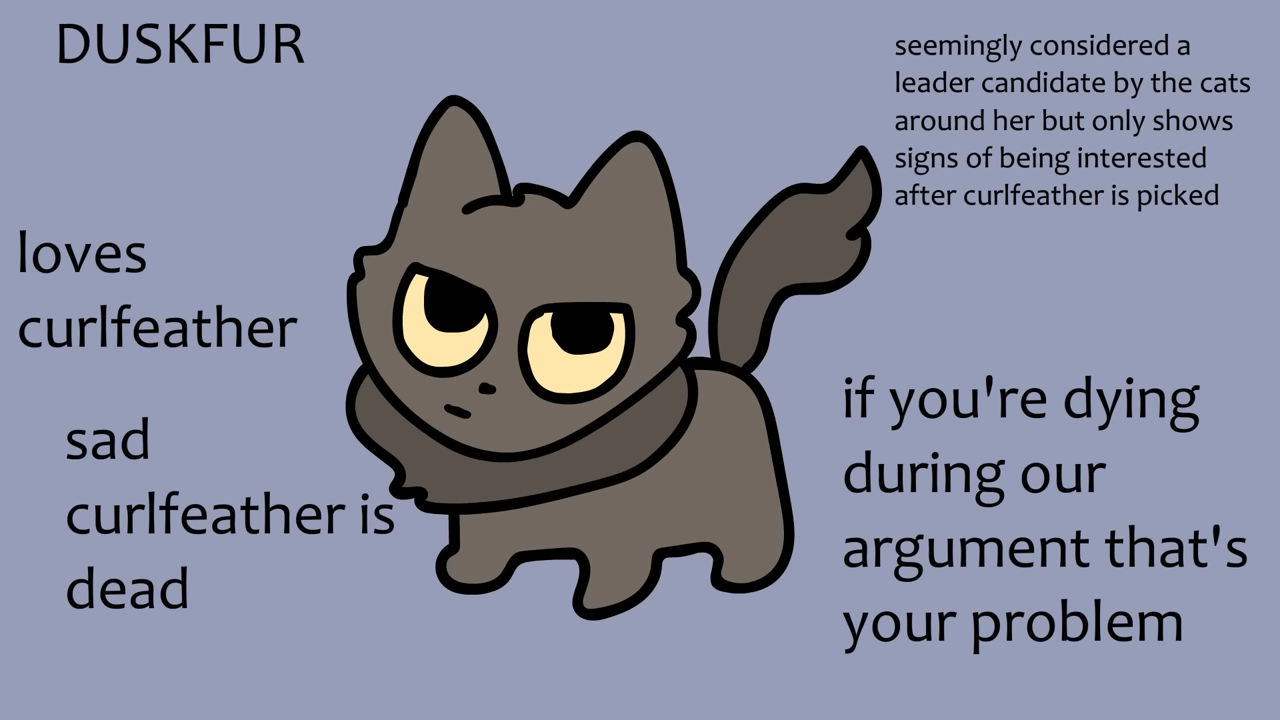 DUSKFUR
seemingly considered a
leader candidate by the cats
around her but only shows
signs of being interested
after curlfeather is picked
loves
curlfeather
sad
curlfeather is
dead
if you're dying
during our
argument that's
your problem